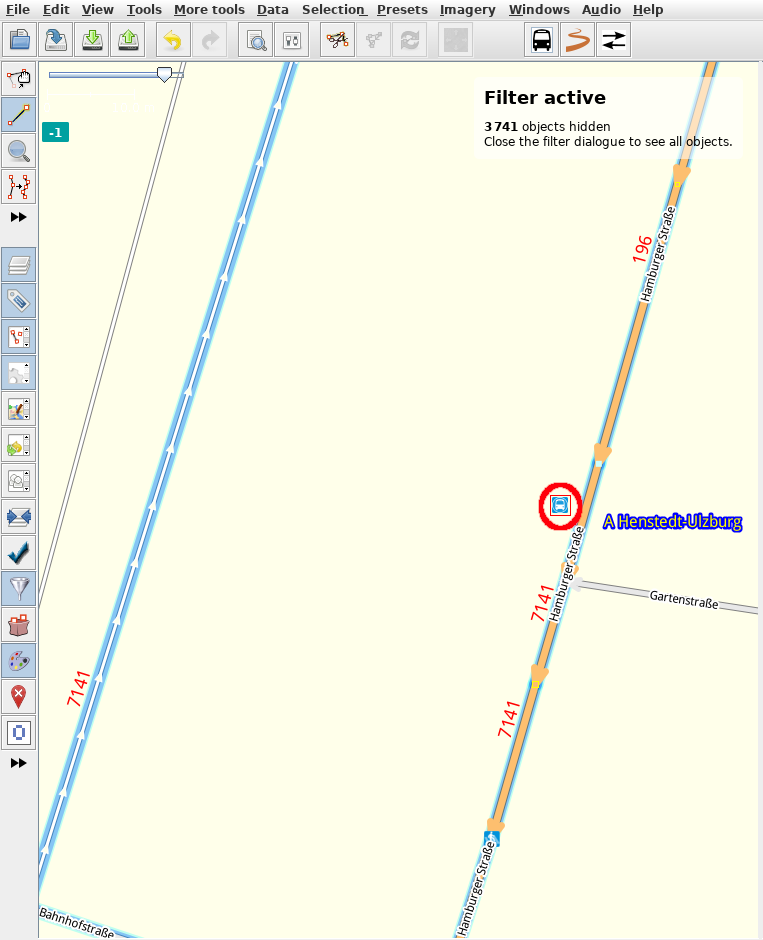 File Edit View Tools More tools Data Selection Presets Imagery Windows Audio Help
-1
Filter active
3 741 objects hidden
Close the filter dialogue to see all objects.
196
Hamburger Straße
A Henstedt-Ulzburg
Hamburger Straße
7141
Gartenstraße
7141
7141
Hamburger Straße
Bahnhofstraße